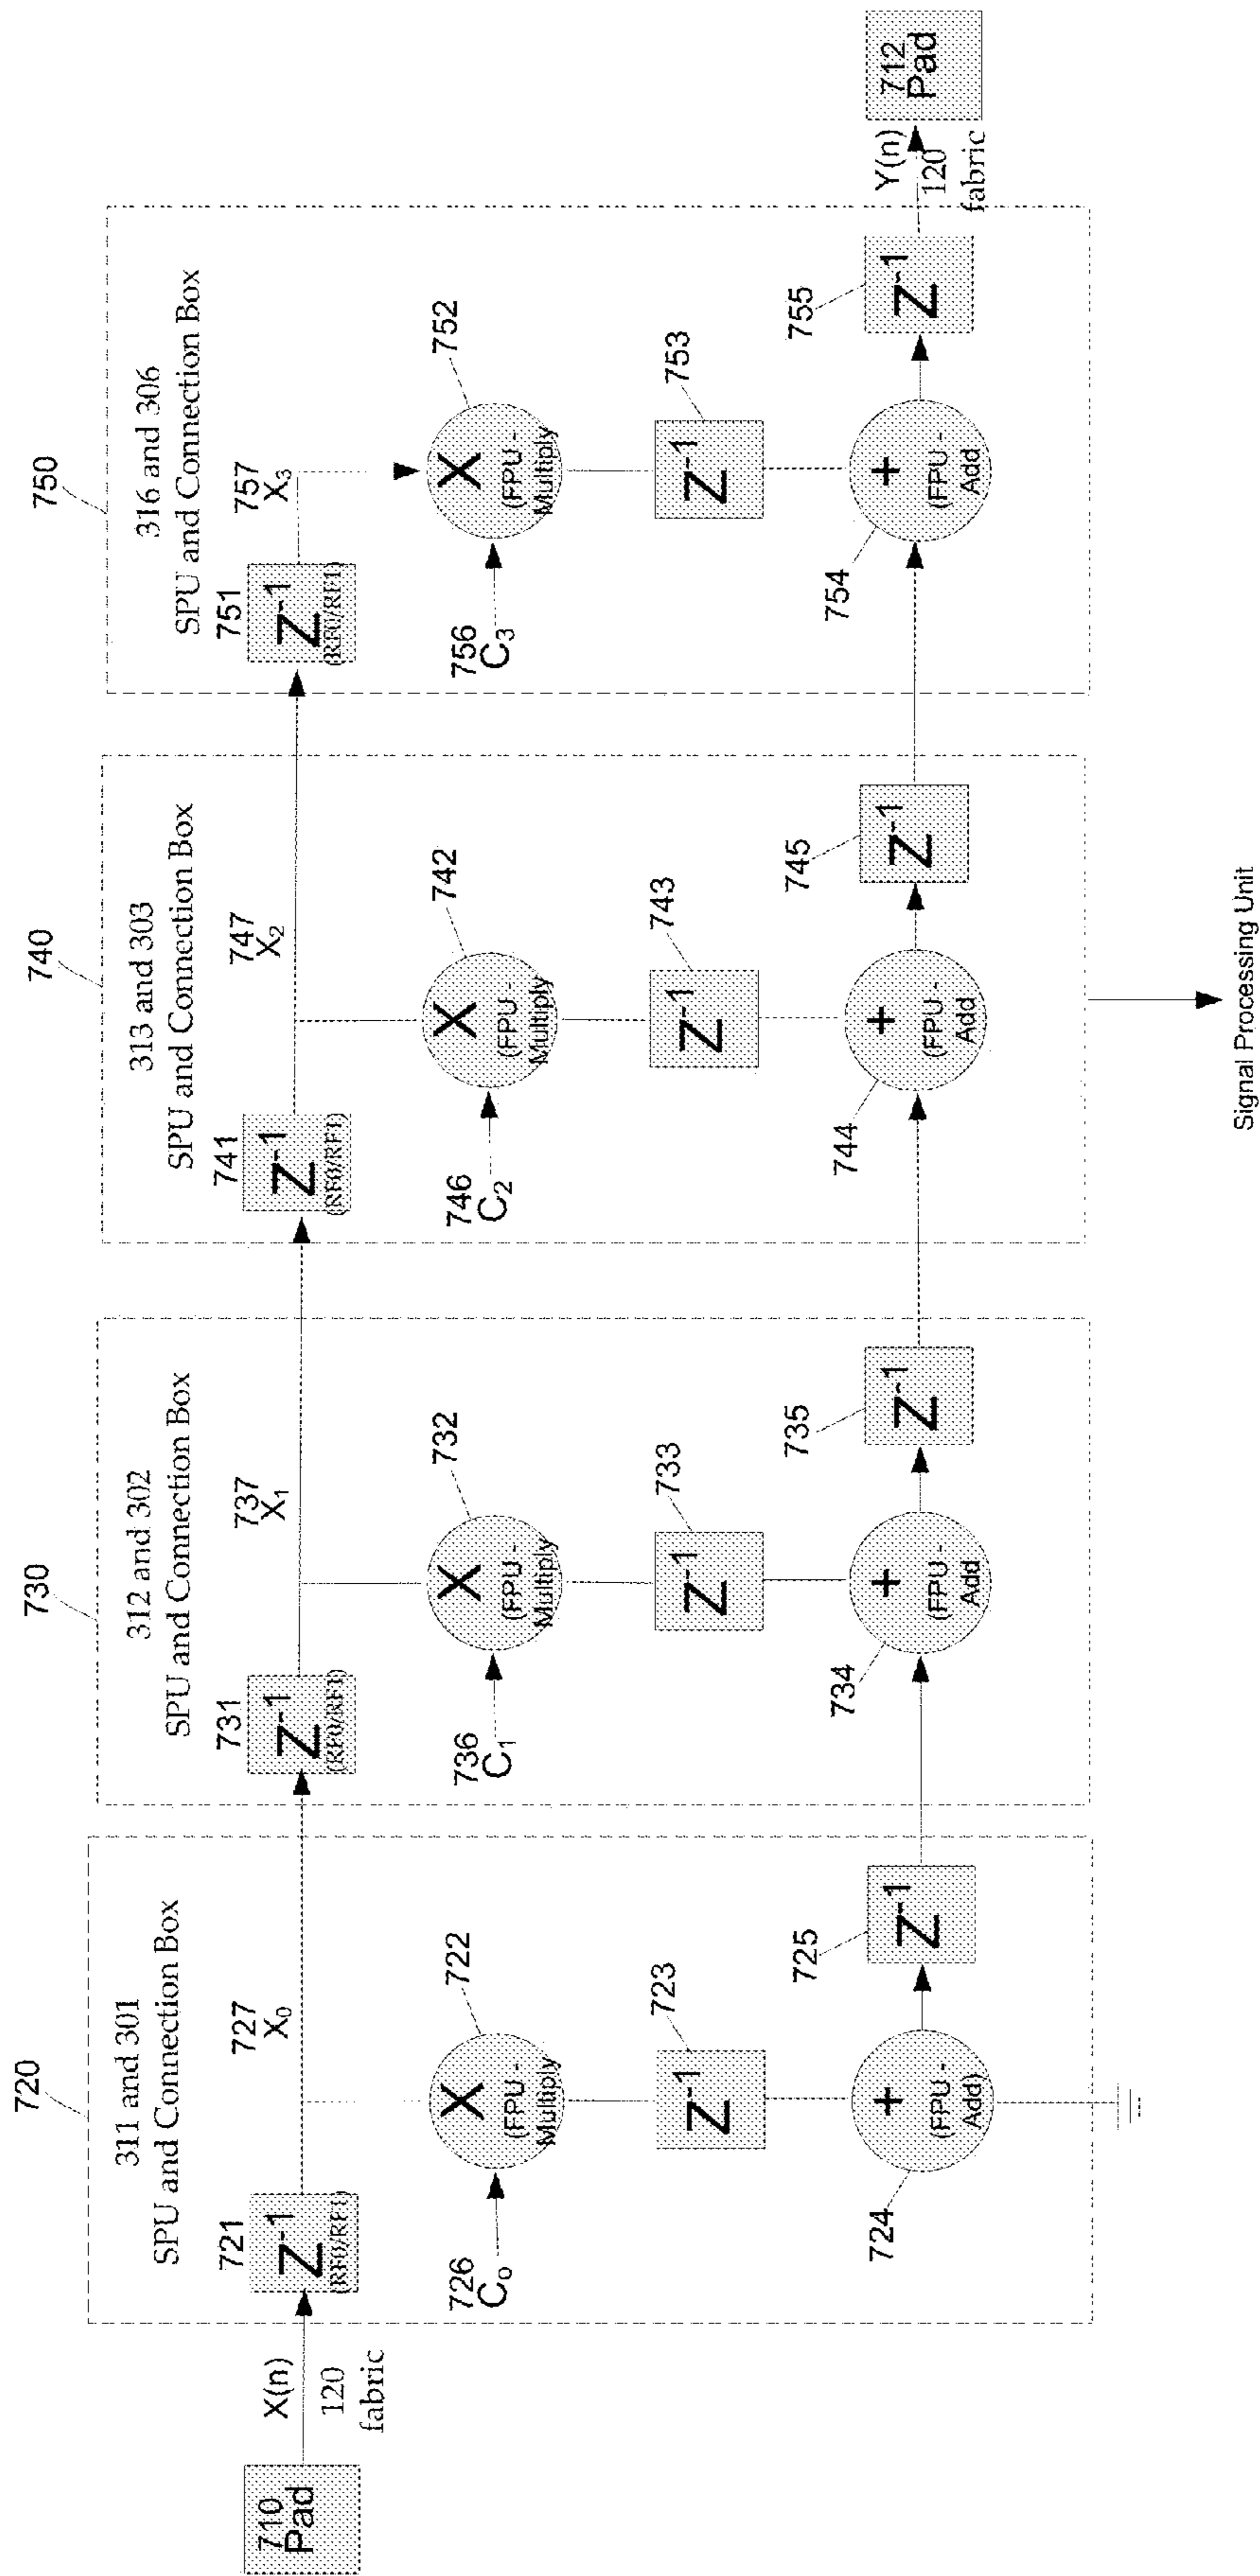 710
Pad
X(n)
120
fabric
720
311 and 301
SPU and Connection Box
721
Z-1
(RF0/RF1)
727
X0
726
Co
X
(FPU -
Multiply
722
Z-1
723
+
(FPU -
Add)
724
Z-1
725
730
312 and 302
SPU and Connection Box
731
Z-1
(RF0/RF1)
737
X1
736
C1
X
(FPU -
Multiply
732
Z-1
733
+
(FPU -
Add
734
Z-1
735
740
313 and 303
SPU and Connection Box
741
Z-1
(RF0/RF1)
747
X2
746
C2
X
(FPU -
Multiply
742
Z-1
743
+
(FPU -
Add
744
Z-1
745
Signal Processing Unit
750
316 and 306
SPU and Connection Box
751
Z-1
(RF0/RF1)
757
X3
756
C3
X
(FPU -
Multiply
752
Z-1
753
+
(FPU -
Add
754
Z-1
755
Y(n)
120
fabric
712
Pad